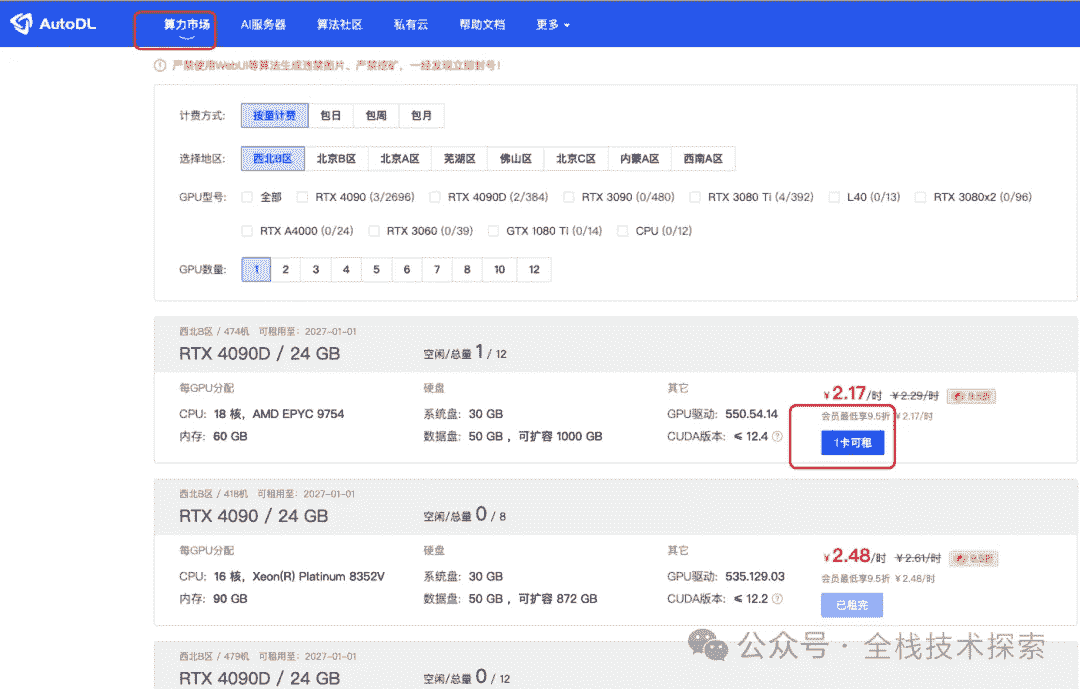 AutoDL 算力市场 AI服务器 算法社区 私有云 帮助文档 更多
严禁使用WebUI等算法生成违禁图片、严禁挖矿，一经发现立即封号!
计费方式: 按量计费 包日 包周 包月
选择地区: 西北B区 北京B区 北京A区 芜湖区 佛山区 北京C区 内蒙A区 西南A区
GPU型号: 全部 RTX 4090 (3/2696) RTX 4090D (2/384) RTX 3090 (0/480) RTX 3080 Ti (4/392) L40 (0/13) RTX 3080x2 (0/96)
RTX A4000 (0/24) RTX 3060 (0/39) GTX 1080 Ti (0/14) CPU (0/12)
GPU数量: 1 2 3 4 5 6 7 8 10 12
西北B区 / 474机 可租用至: 2027-01-01
RTX 4090D / 24 GB 空闲/总量 1 / 12
每GPU分配 硬盘 其它 ¥2.17/时 ¥2.29/时 9.5折
CPU: 18 核, AMD EPYC 9754 系统盘: 30 GB GPU驱动: 550.54.14 会员最低享9.5折 ¥2.17/时
内存: 60 GB 数据盘: 50 GB, 可扩容 1000 GB CUDA版本: ≤ 12.4 1卡可租
西北B区 / 418机 可租用至: 2027-01-01
RTX 4090 / 24 GB 空闲/总量 0 / 8
每GPU分配 硬盘 其它 ¥2.48/时 ¥2.61/时 9.5折
CPU: 16 核, Xeon(R) Platinum 8352V 系统盘: 30 GB GPU驱动: 535.129.03 会员最低享9.5折 ¥2.48/时
内存: 90 GB 数据盘: 50 GB, 可扩容 872 GB CUDA版本: ≤ 12.2 已租完
西北B区 / 479机 可租用至: 2027-01-01
RTX 4090D / 24 GB 空闲/总量 0 / 12
公众号 · 全栈技术探索